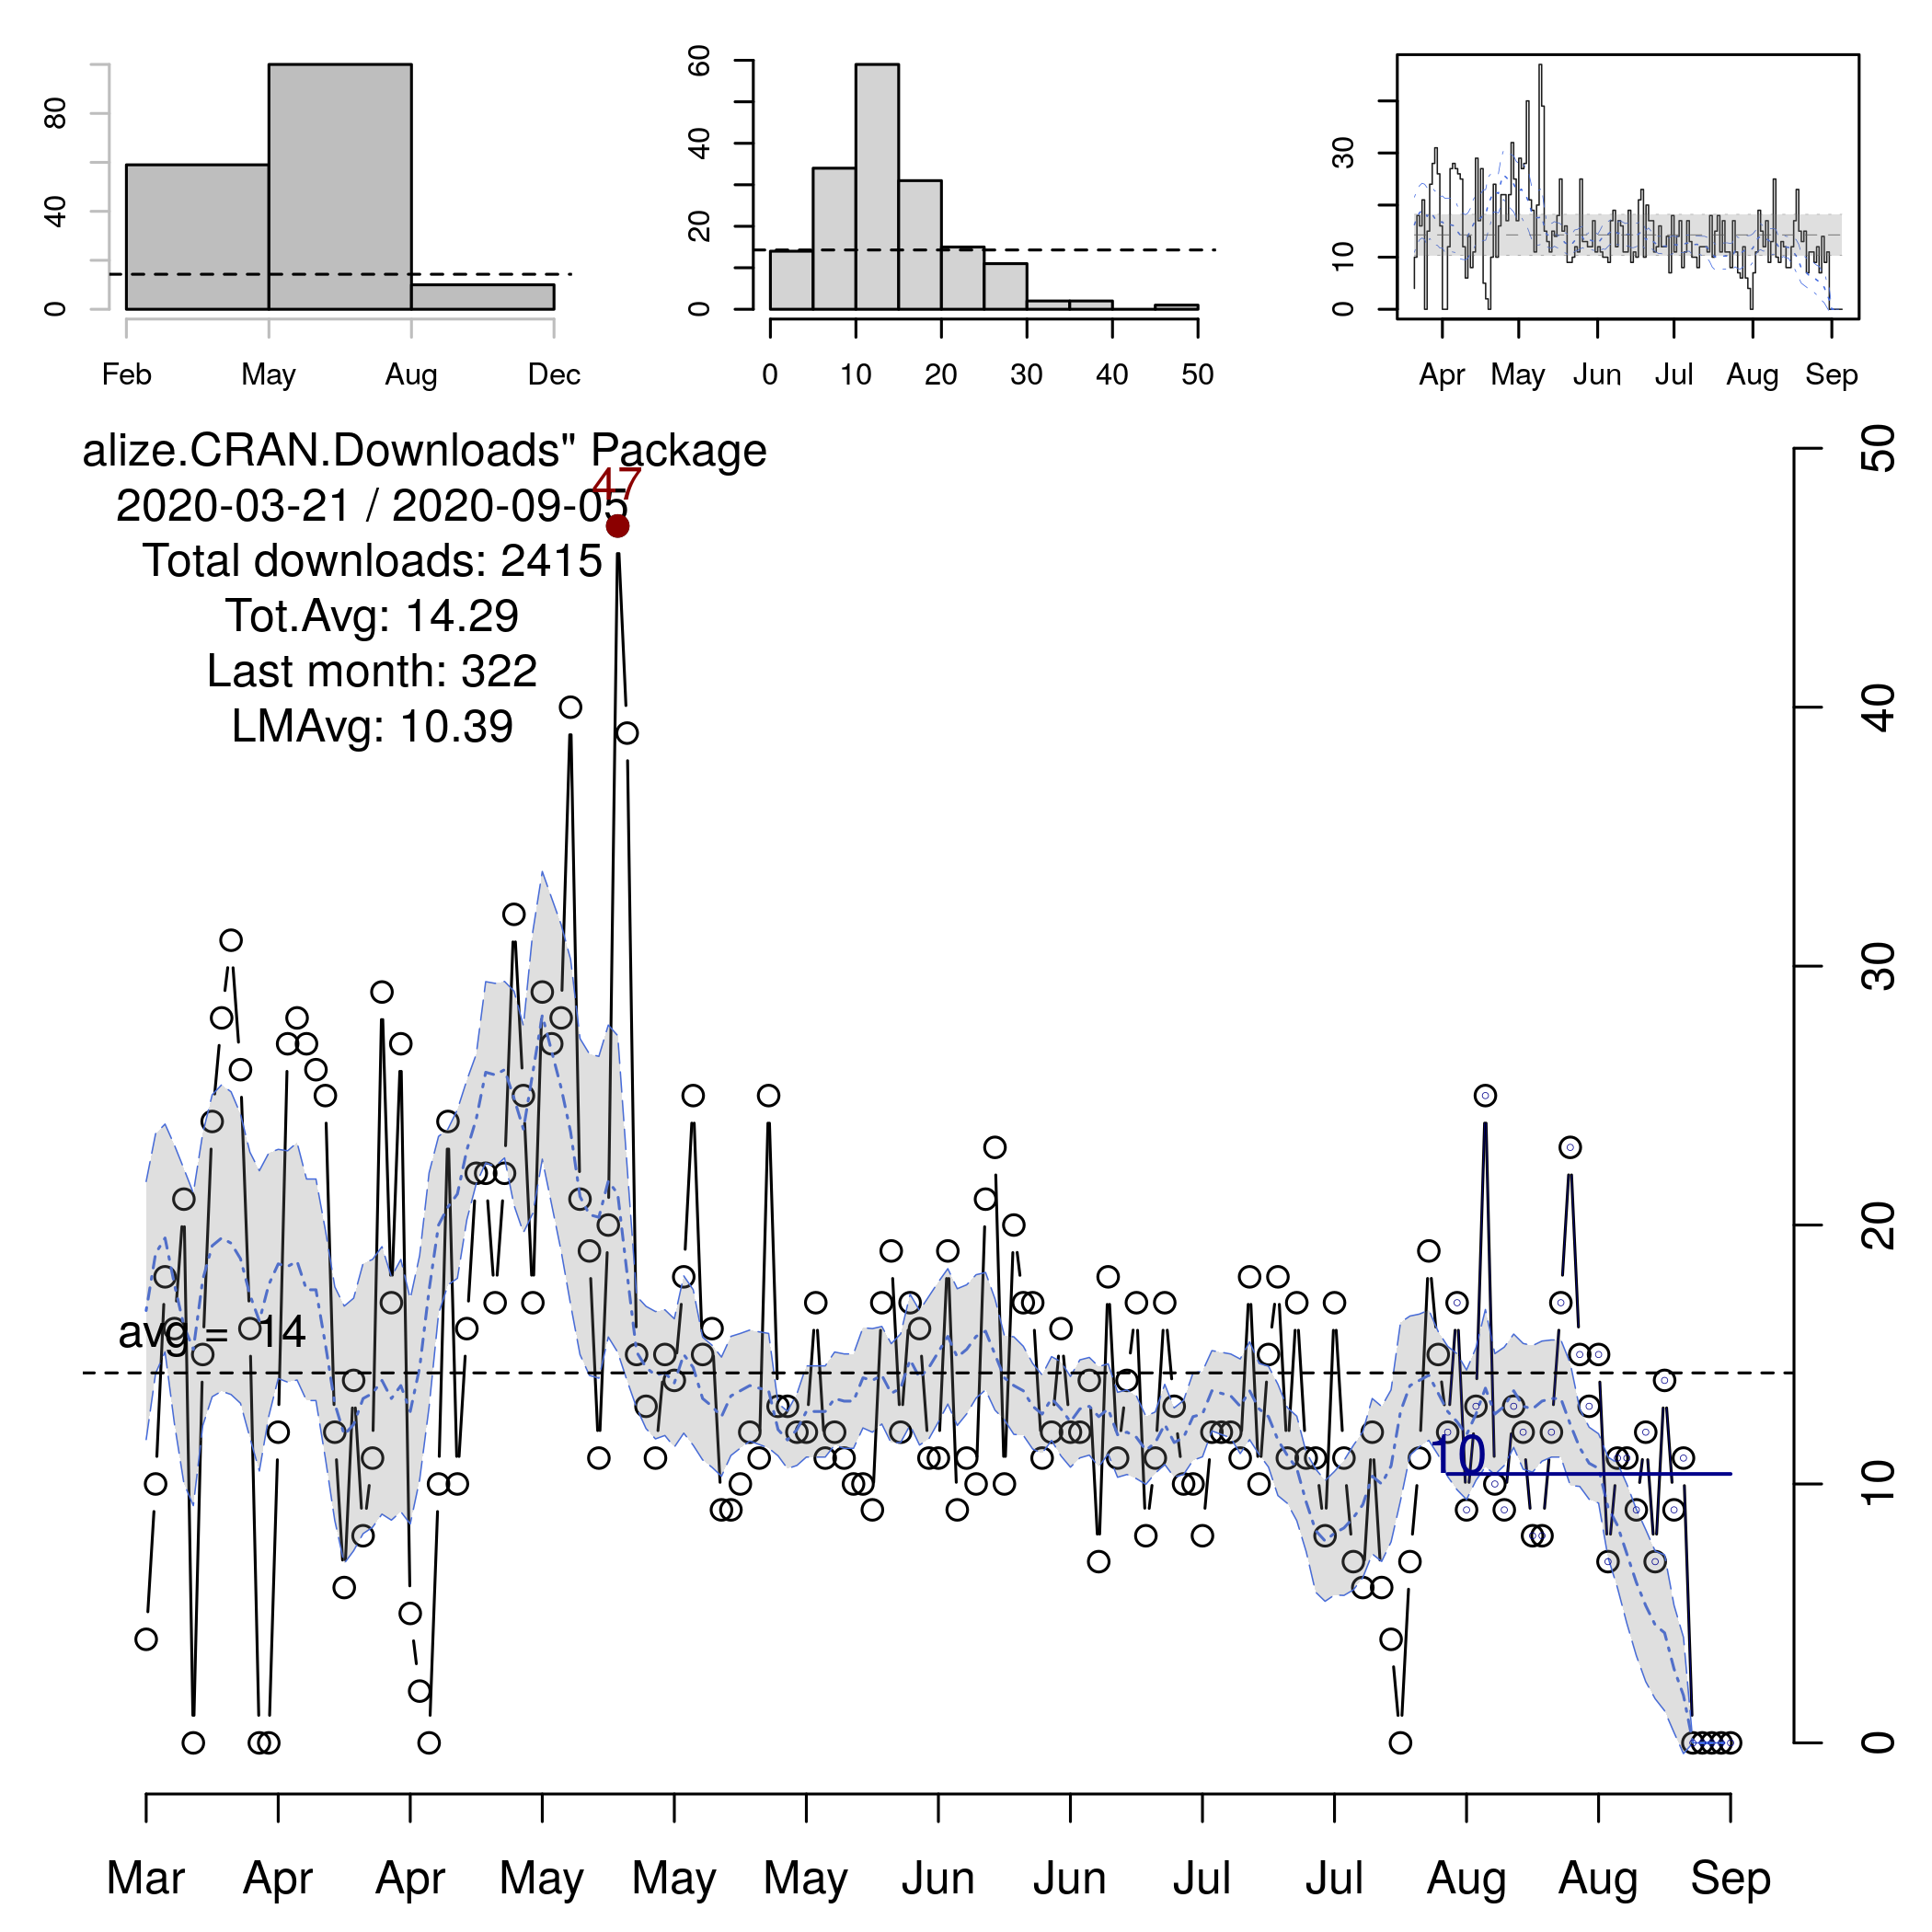 80
40
0
Feb May Aug Dec
60
40
20
0
0 10 20 30 40 50
30
10
0
Apr May Jun Jul Aug Sep
alize.CRAN.Downloads" Package
2020-03-21 / 2020-09-05
47
Total downloads: 2415
Tot.Avg: 14.29
Last month: 322
LMAvg: 10.39
avg = 14
10
50
40
30
20
10
0
Mar Apr Apr May May May Jun Jun Jul Jul Aug Aug Sep